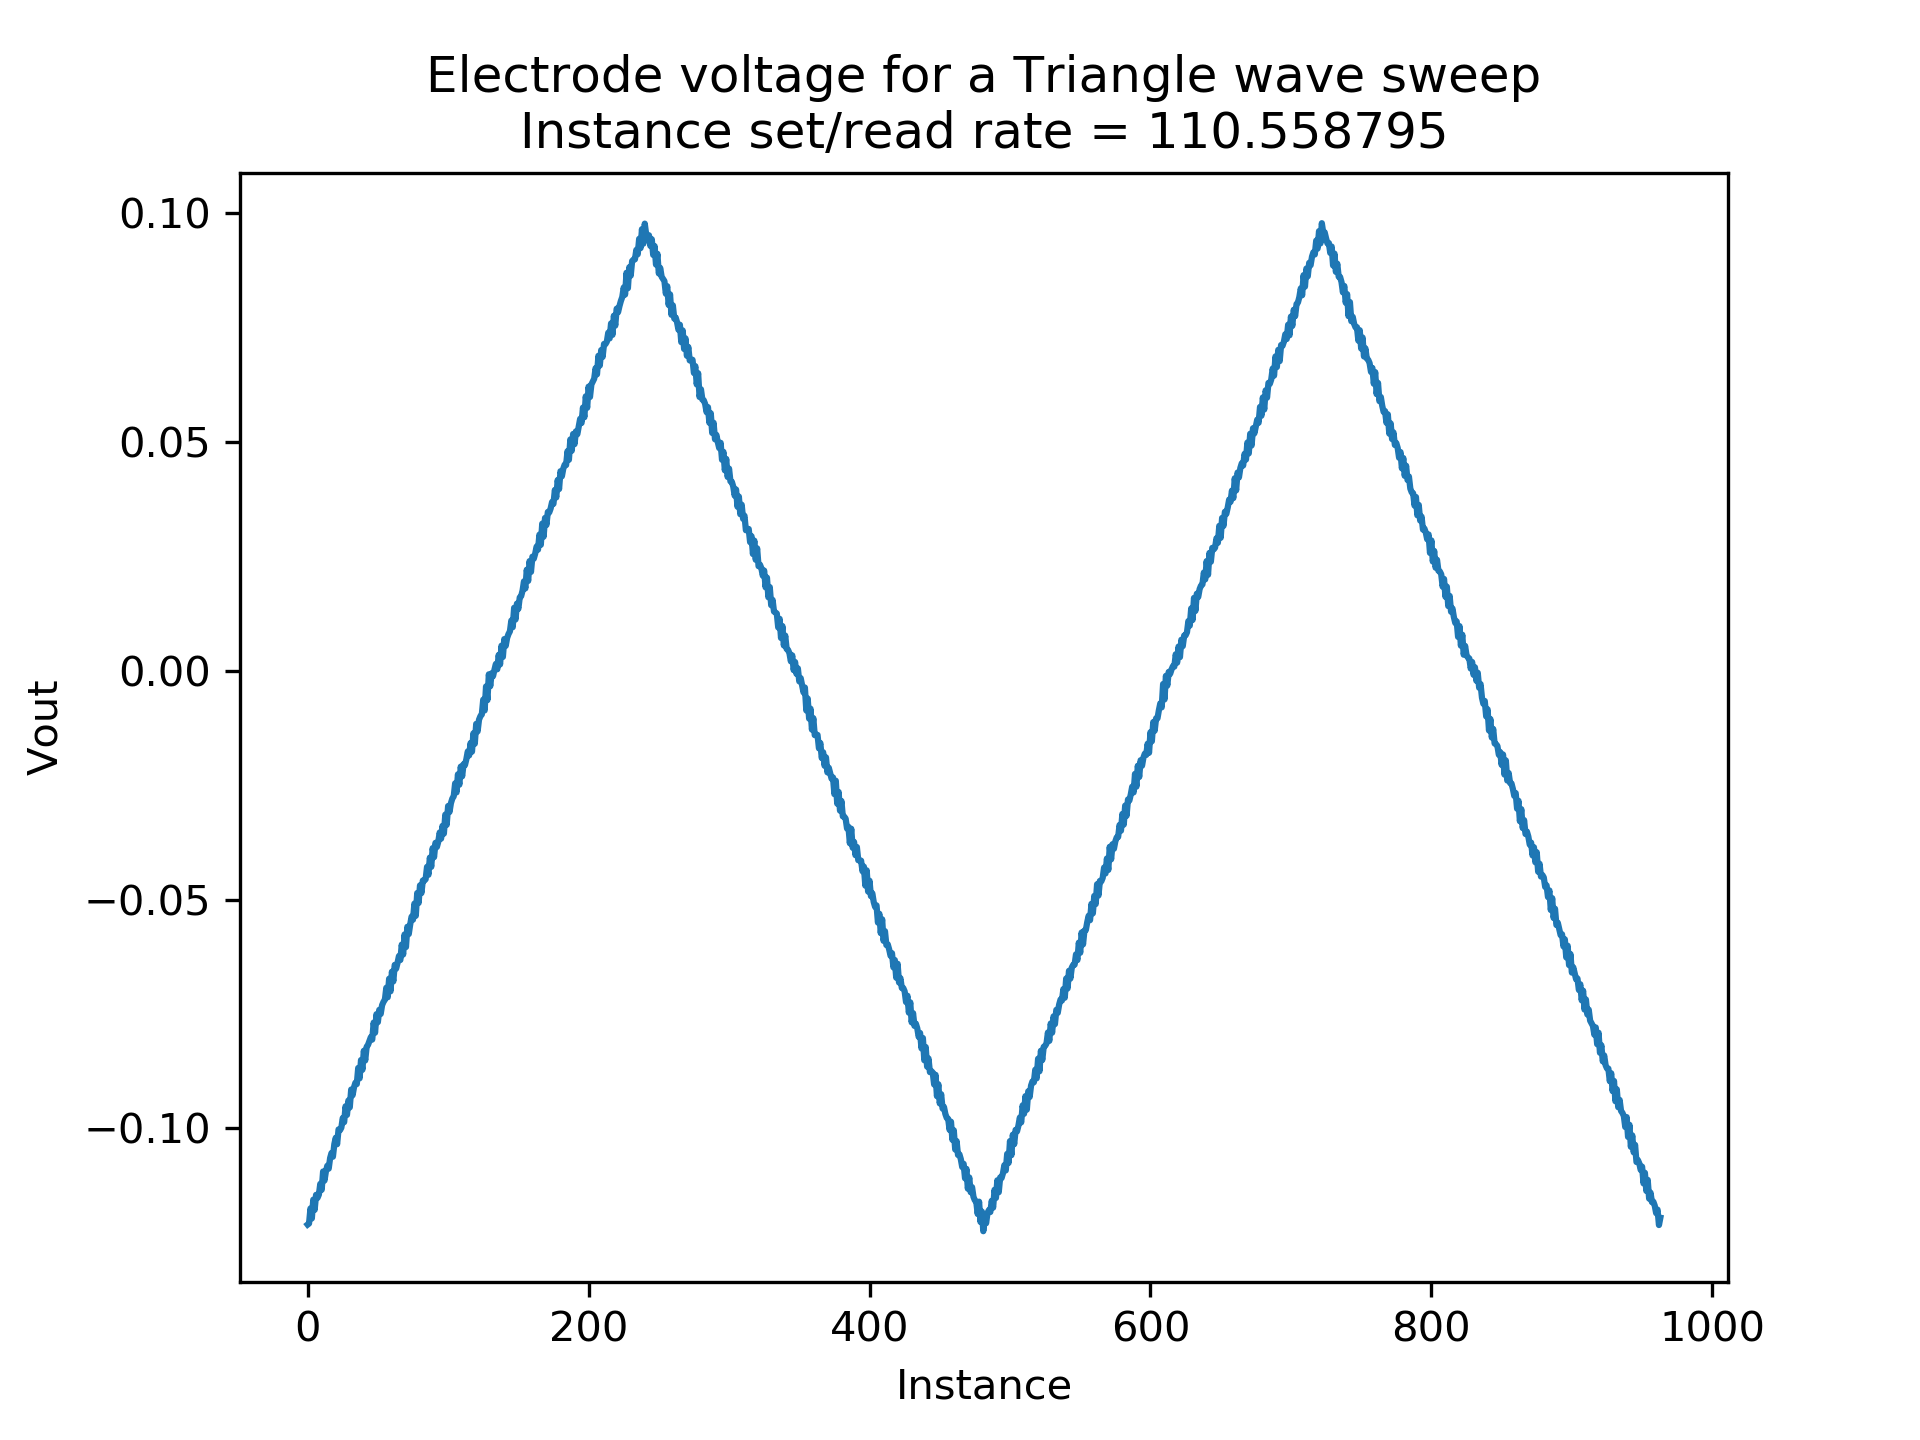 Electrode voltage for a Triangle wave sweep
Instance set/read rate = 110.558795
0.10
0.05
0.00
−0.05
−0.10
Vout
0 200 400 600 800 1000
Instance